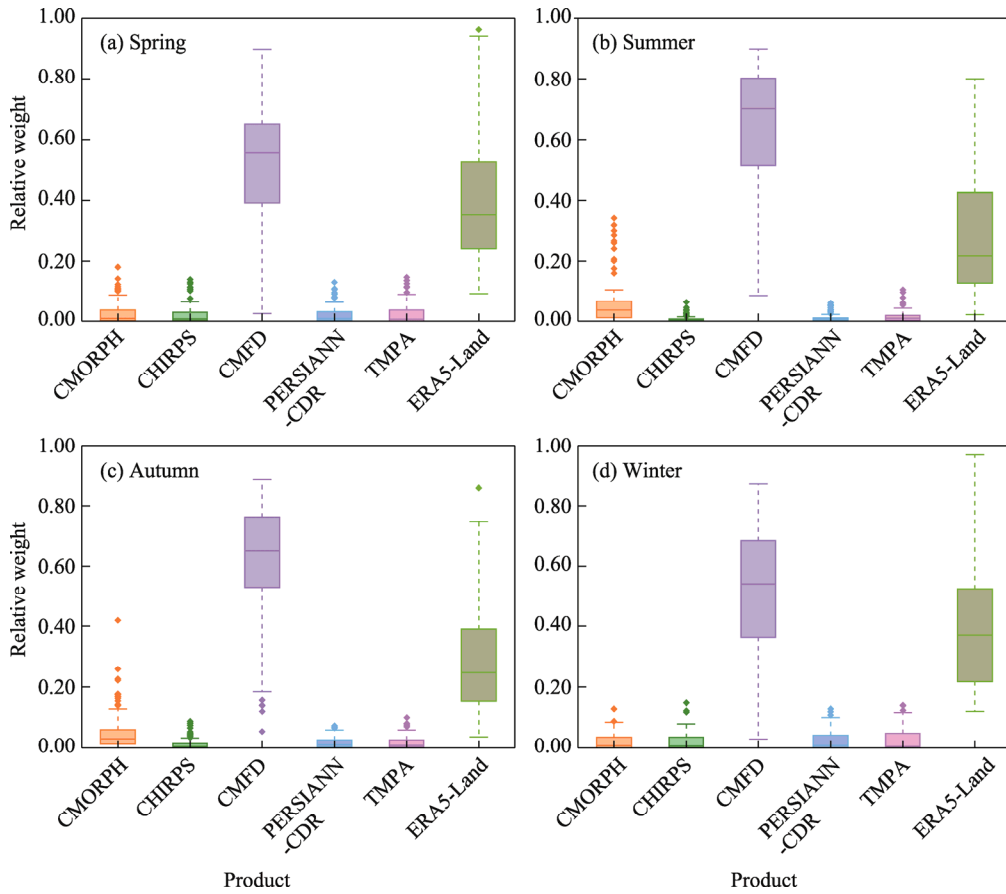 (a) Spring
1.00
0.80
0.60
0.40
0.20
0.00
Relative weight
CMORPH
CHIRPS
CMFD
PERSIANN
-CDR
TMPA
ERA5-Land
(b) Summer
1.00
0.80
0.60
0.40
0.20
0.00
CMORPH
CHIRPS
CMFD
PERSIANN
-CDR
TMPA
ERA5-Land
(c) Autumn
1.00
0.80
0.60
0.40
0.20
0.00
Relative weight
CMORPH
CHIRPS
CMFD
PERSIANN
-CDR
TMPA
ERA5-Land
Product
(d) Winter
1.00
0.80
0.60
0.40
0.20
0.00
CMORPH
CHIRPS
CMFD
PERSIANN
-CDR
TMPA
ERA5-Land
Product